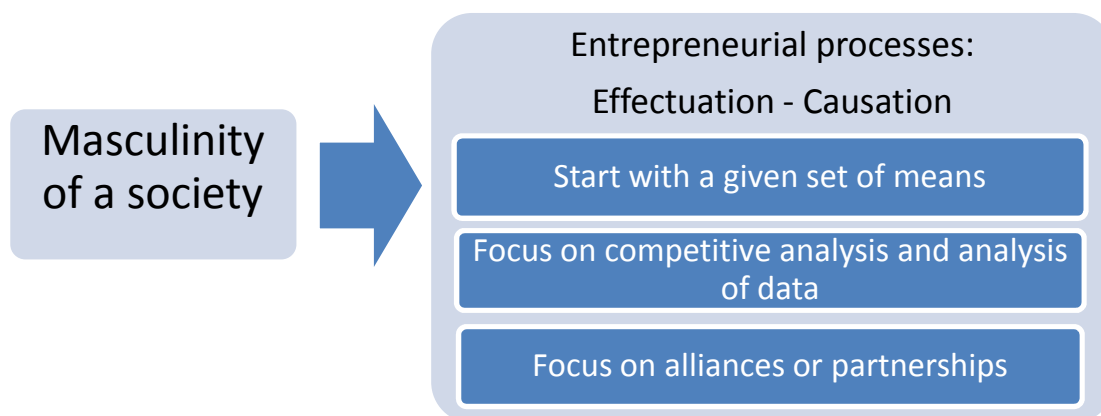 Masculinity
of a society
Entrepreneurial processes:
Effectuation - Causation
Start with a given set of means
Focus on competitive analysis and analysis
of data
Focus on alliances or partnerships